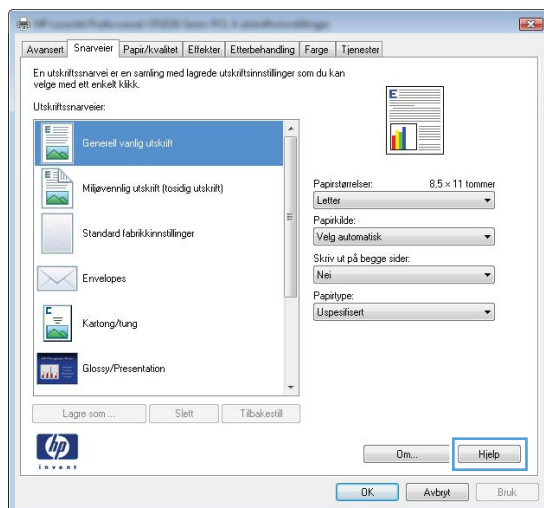 Avansert Snarveier Papir/kvalitet Effekter Etterbehandling Farge Tjenester
En utskriftssnarvei er en samling med lagrede utskriftsinnstillinger som du kan
velge med ett enkelt klikk.
Utskriftssnarveier:
Generell vanlig utskrift
Miljøvennlig utskrift (tosidig utskrift)
Standard fabrikkinnstillinger
Envelopes
Kartong/tung
Glossy/Presentation
Papirstørrelser: 8,5 × 11 tommer
Letter
Papirkilde:
Velg automatisk
Skriv ut på begge sider:
Nei
Papirtype:
Uspesifisert
Lagre som ... Slett Tilbakestill
hp
invent
Om... Hjelp
OK Avbryt Bruk